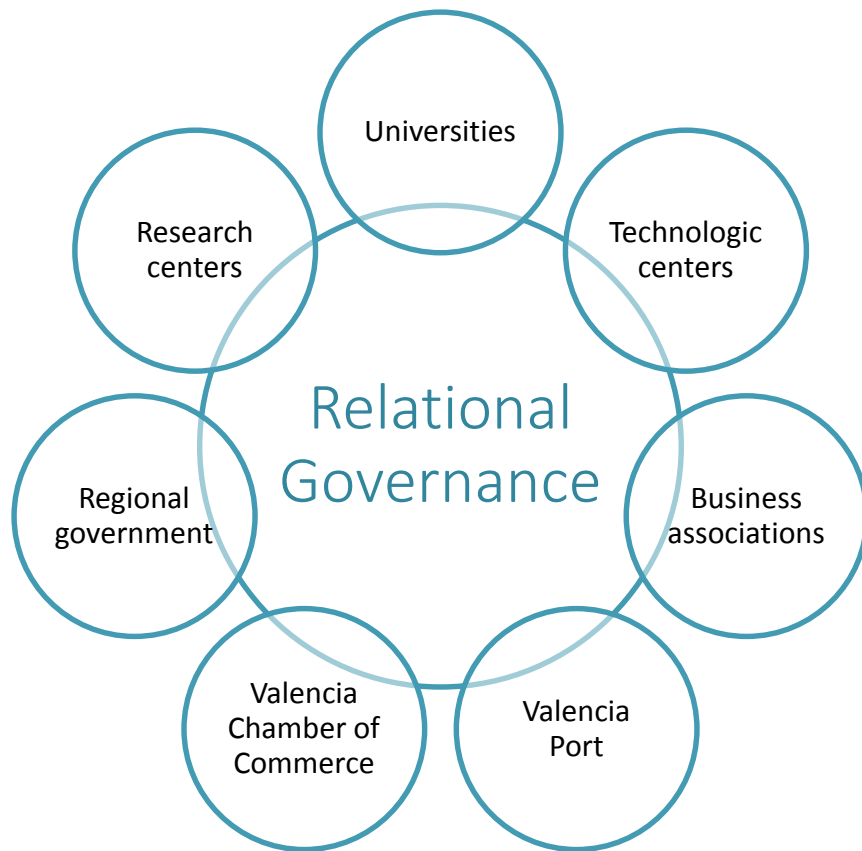 Universities
Research
centers
Technologic
centers
Relational
Governance
Regional
government
Business
associations
Valencia
Chamber of
Commerce
Valencia
Port